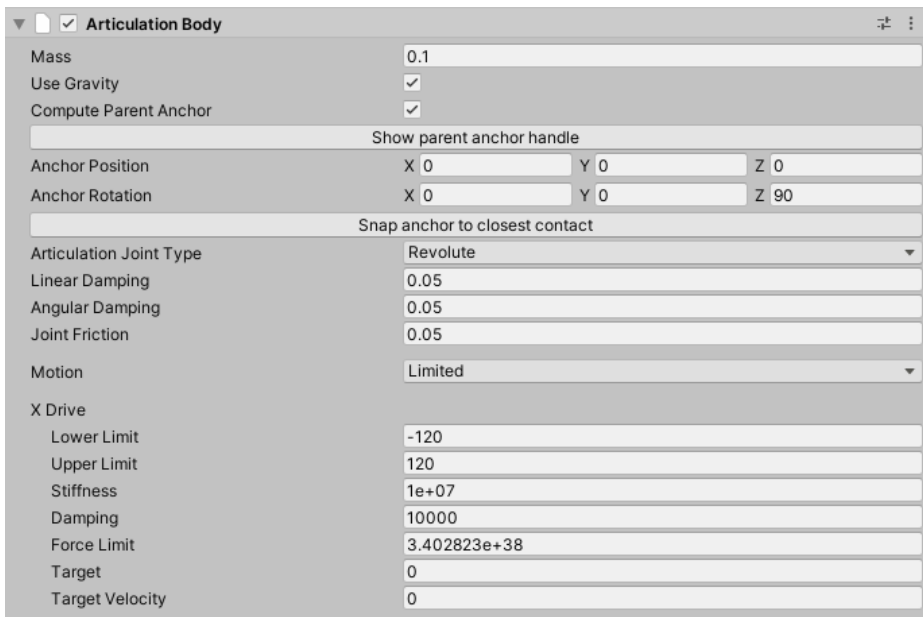 Articulation Body
Mass 0.1
Use Gravity
Compute Parent Anchor
Show parent anchor handle
Anchor Position X 0 Y 0 Z 0
Anchor Rotation X 0 Y 0 Z 90
Snap anchor to closest contact
Articulation Joint Type Revolute
Linear Damping 0.05
Angular Damping 0.05
Joint Friction 0.05
Motion Limited
X Drive
Lower Limit -120
Upper Limit 120
Stiffness 1e+07
Damping 10000
Force Limit 3.402823e+38
Target 0
Target Velocity 0